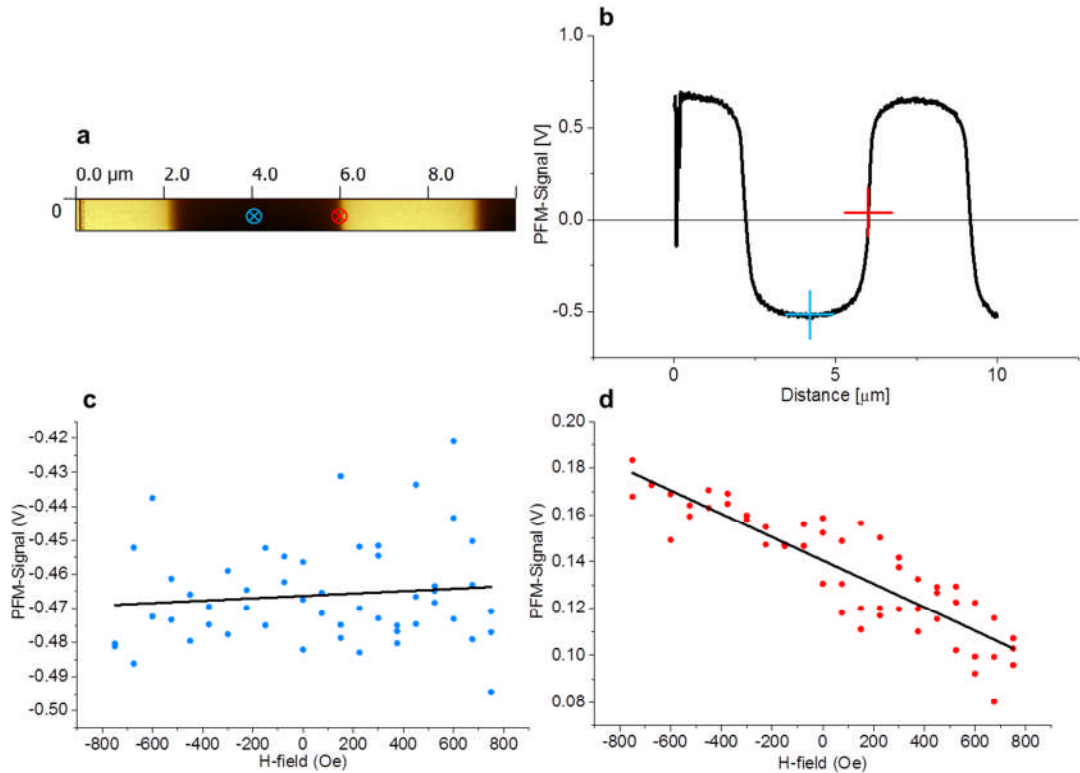 a
0.0 µm 2.0 4.0 6.0 8.0
0
b
1.0
0.5
0.0
-0.5
PFM-Signal [V]
0 5 10
Distance [µm]
c
-0.42
-0.43
-0.44
-0.45
-0.46
-0.47
-0.48
-0.49
-0.50
PFM-Signal (V)
-800 -600 -400 -200 0 200 400 600 800
H-field (Oe)
d
0.20
0.18
0.16
0.14
0.12
0.10
0.08
PFM-Signal (V)
-800 -600 -400 -200 0 200 400 600 800
H-field (Oe)